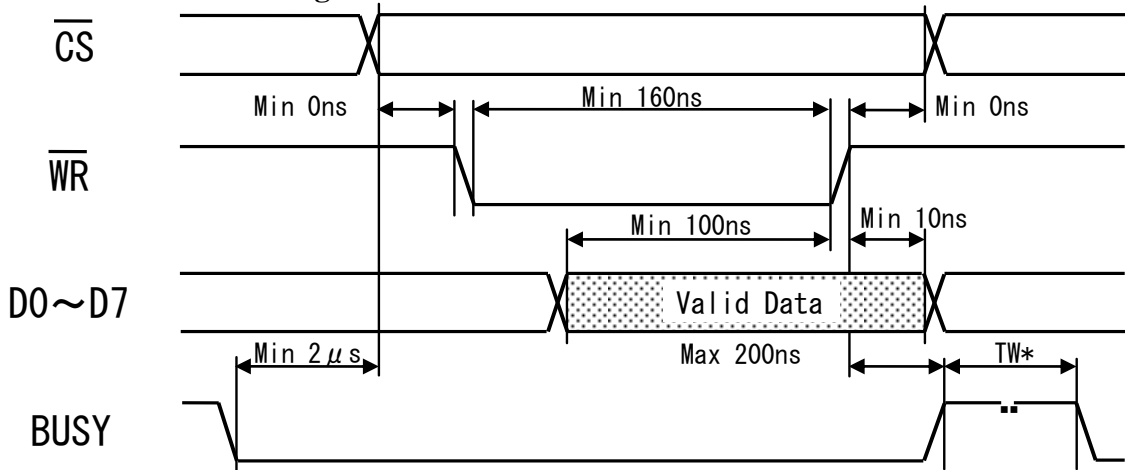 CS
Min 0ns Min 160ns Min 0ns
WR
Min 100ns Min 10ns
D0～D7 Valid Data
Min 2μs Max 200ns TW*
BUSY